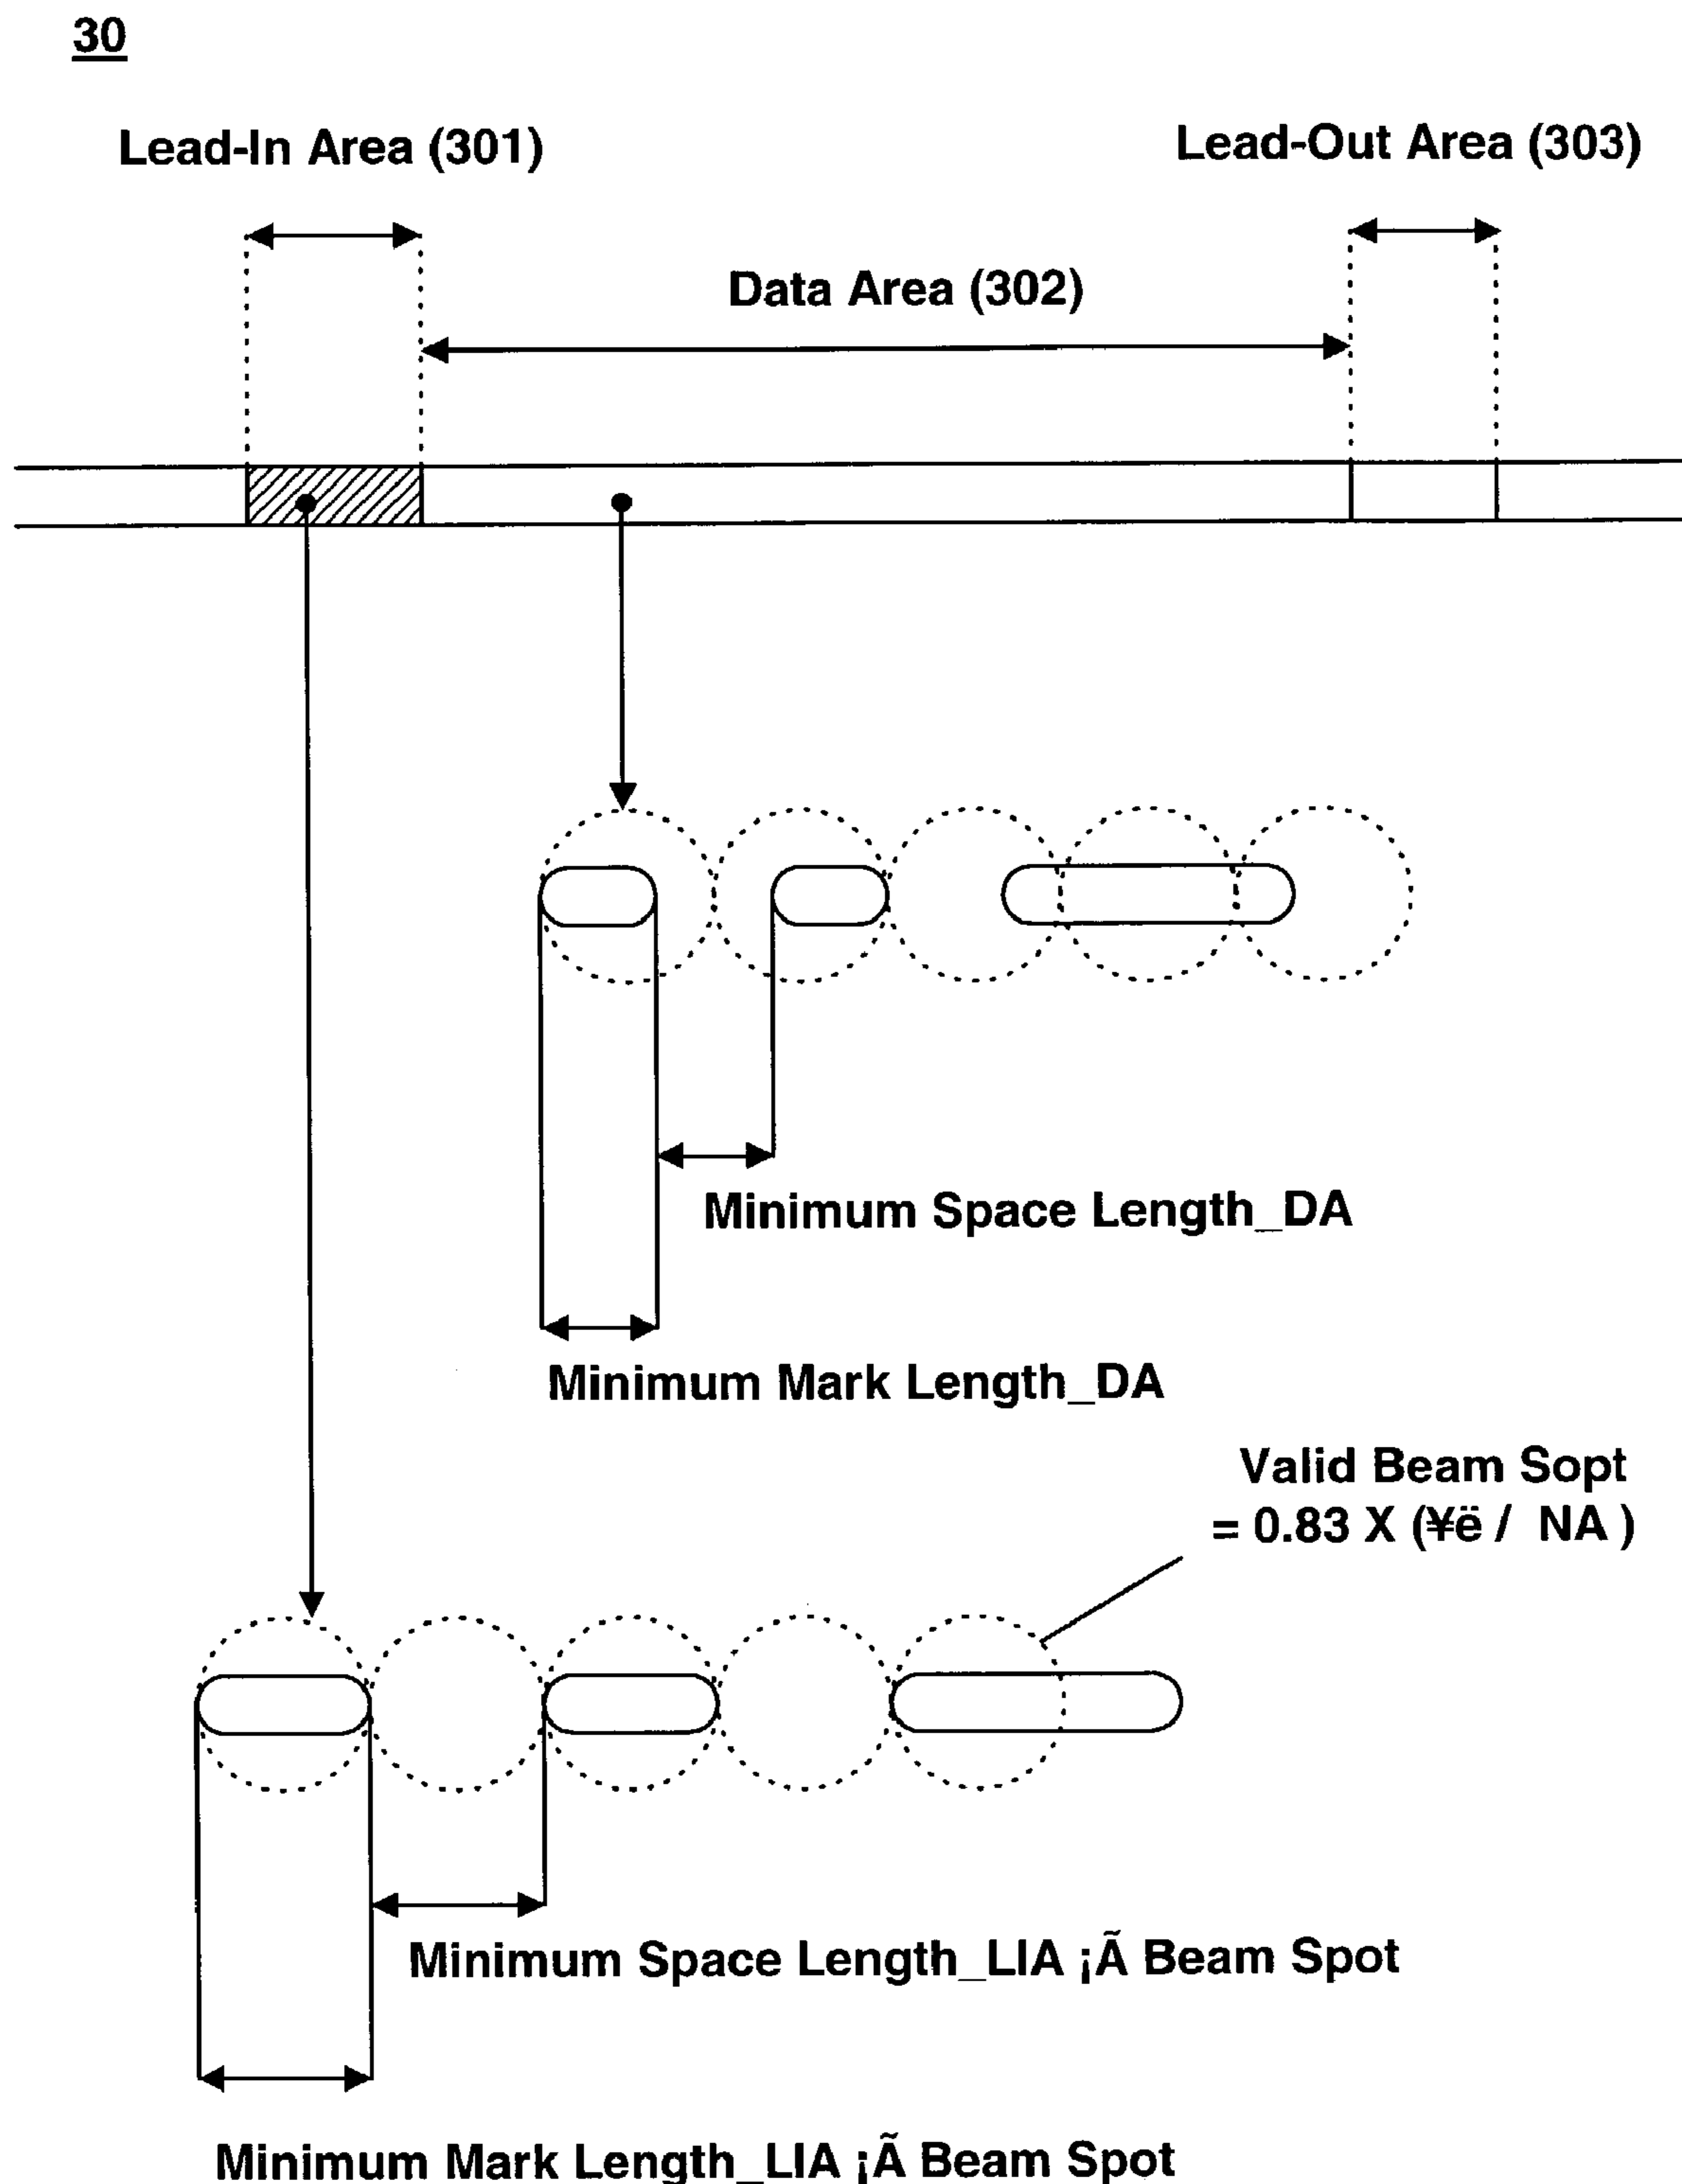 30
Lead-In Area (301)
Lead-Out Area (303)
Data Area (302)
Minimum Space Length_DA
Minimum Mark Length_DA
Valid Beam Sopt
= 0.83 X (¥ë / NA )
Minimum Space Length_LIA ¡Ã Beam Spot
Minimum Mark Length_LIA ¡Ã Beam Spot